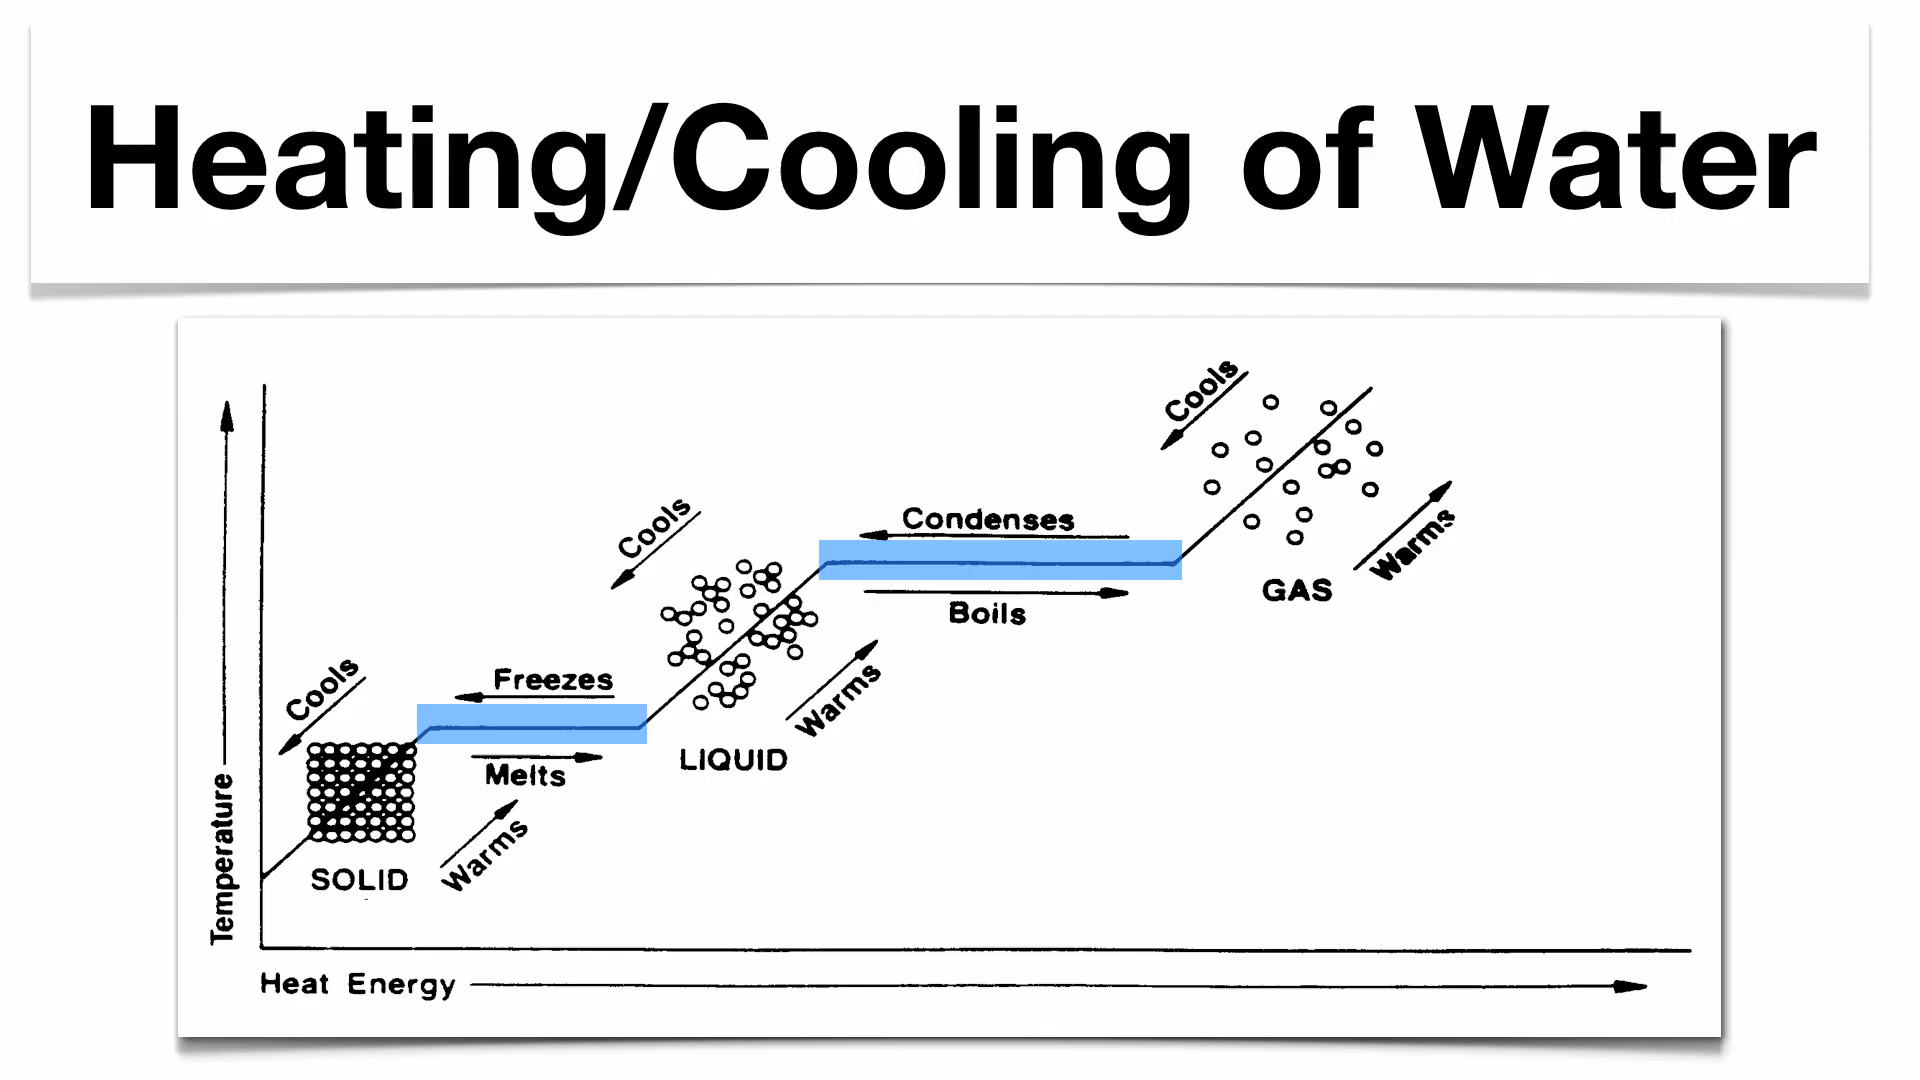 Heating/Cooling of Water
Cools
Cools
Condenses
Boils
GAS
Warms
Cools
Freezes
Melts
LIQUID
Warms
SOLID
Warms
Temperature
Heat Energy